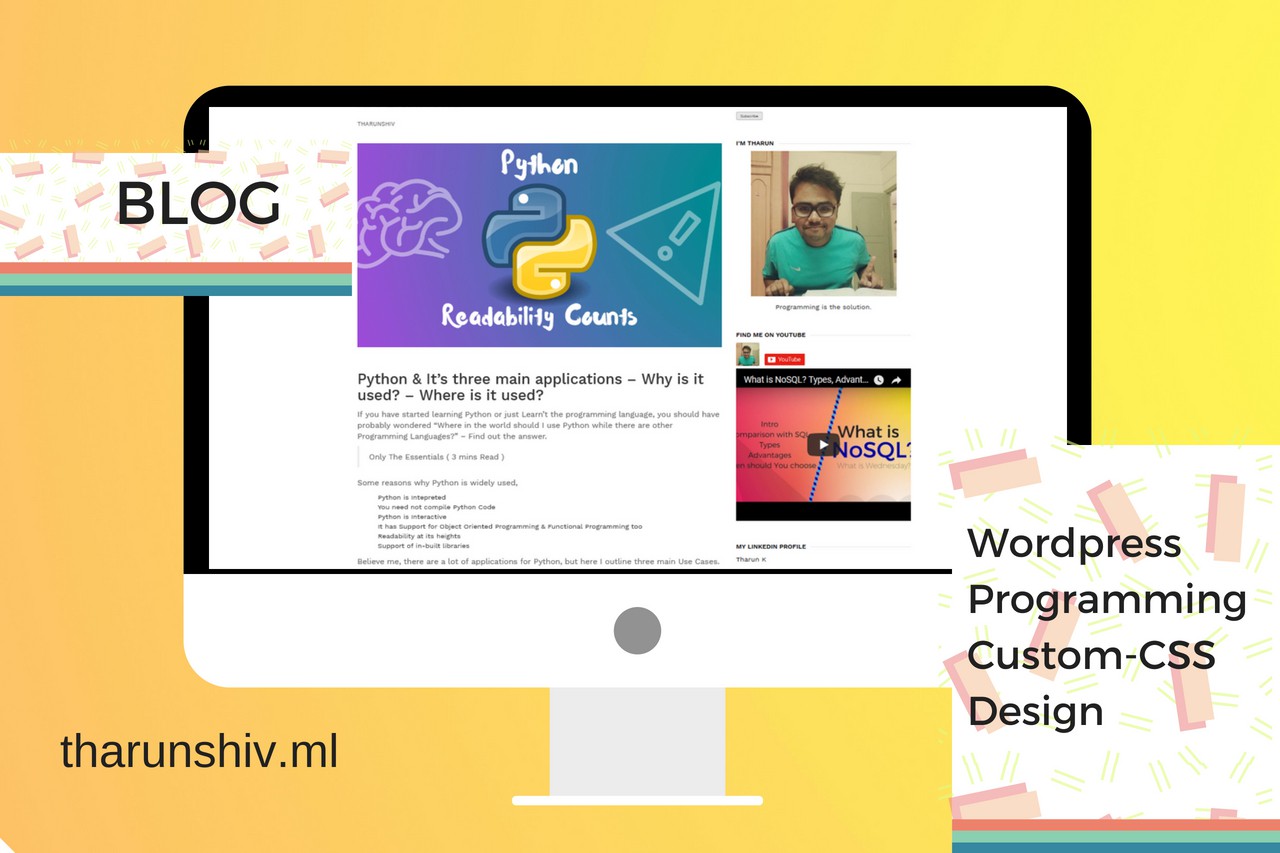 BLOG
THARUNSHIV
Python
Readability Counts
Python & It's three main applications – Why is it
used? – Where is it used?
If you have started learning Python or just Learn't the programming language, you should have
probably wondered "Where in the world should I use Python while there are other
Programming Languages?" – Find out the answer.
Only The Essentials ( 3 mins Read )
Some reasons why Python is widely used,
Python is Intepreted
You need not compile Python Code
Python is Interactive
It has Support for Object Oriented Programming & Functional Programming too
Readability at its heights
Support of in-built libraries
Believe me, there are a lot of applications for Python, but here I outline three main Use Cases.
Subscribe
I'M THARUN
Programming is the solution.
FIND ME ON YOUTUBE
YouTube
What is NoSQL? Types, Advant...
Intro
omparison with SQL
Types
Advantages
en should You choose
What is
NoSQL?
What is Wednesday?
MY LINKEDIN PROFILE
Tharun K
Wordpress
Programming
Custom-CSS
Design
tharunshiv.ml